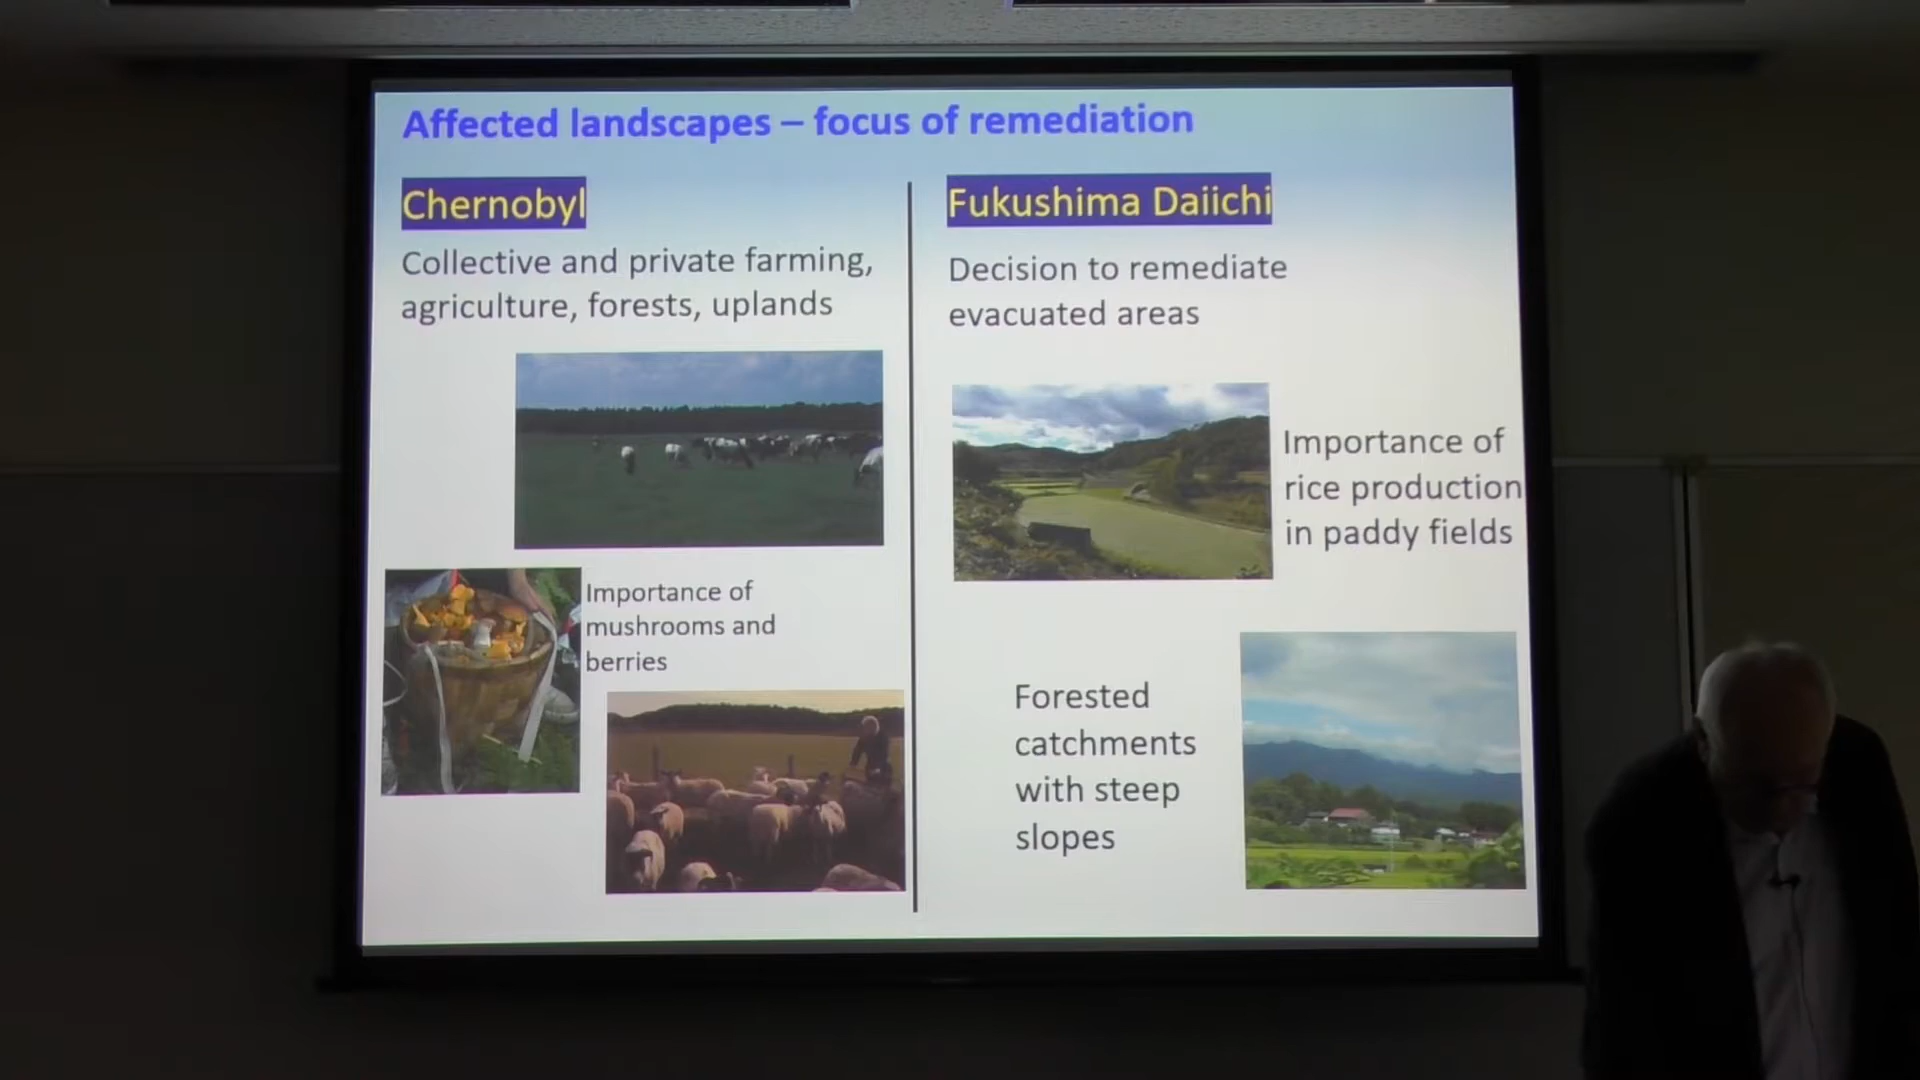 Affected landscapes – focus of remediation
Chernobyl
Collective and private farming,
agriculture, forests, uplands
Importance of
mushrooms and
berries
Fukushima Daiichi
Decision to remediate
evacuated areas
Importance of
rice production
in paddy fields
Forested
catchments
with steep
slopes